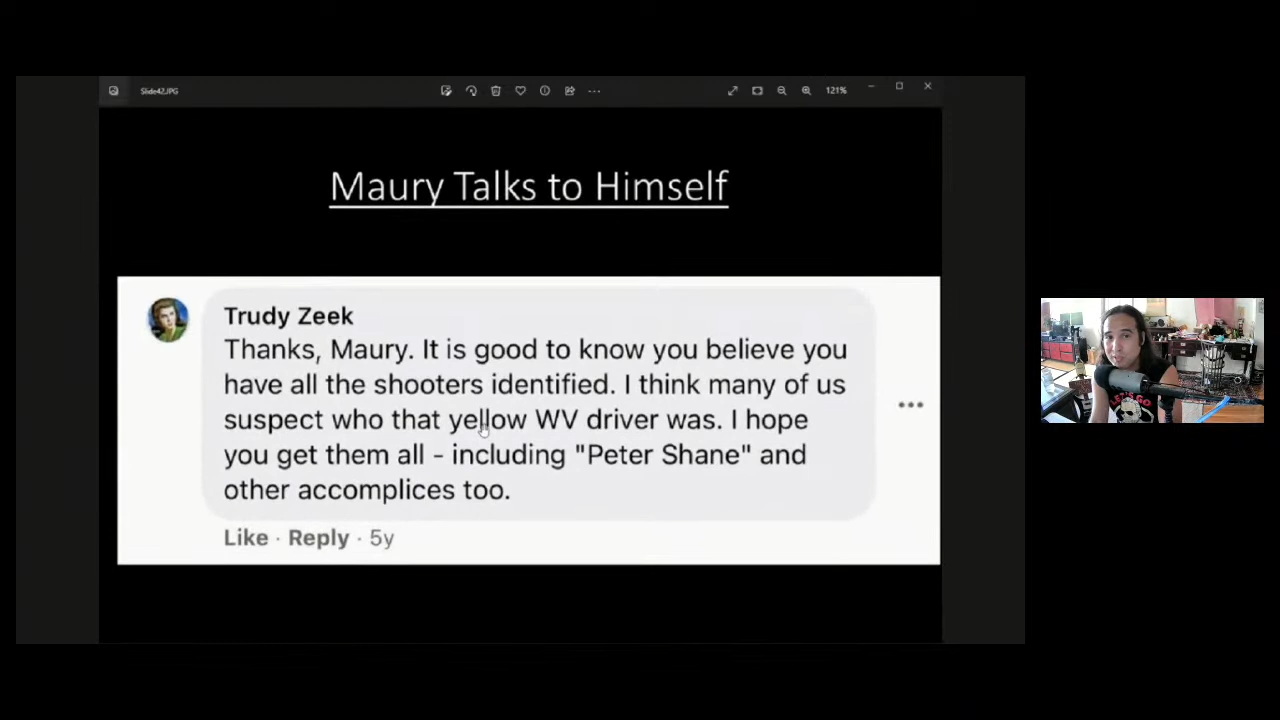 Slide42.JPG
121%
Maury Talks to Himself
Trudy Zeek
Thanks, Maury. It is good to know you believe you
have all the shooters identified. I think many of us
suspect who that yellow WV driver was. I hope
you get them all - including "Peter Shane" and
other accomplices too.
Like · Reply · 5y
LET'S GO